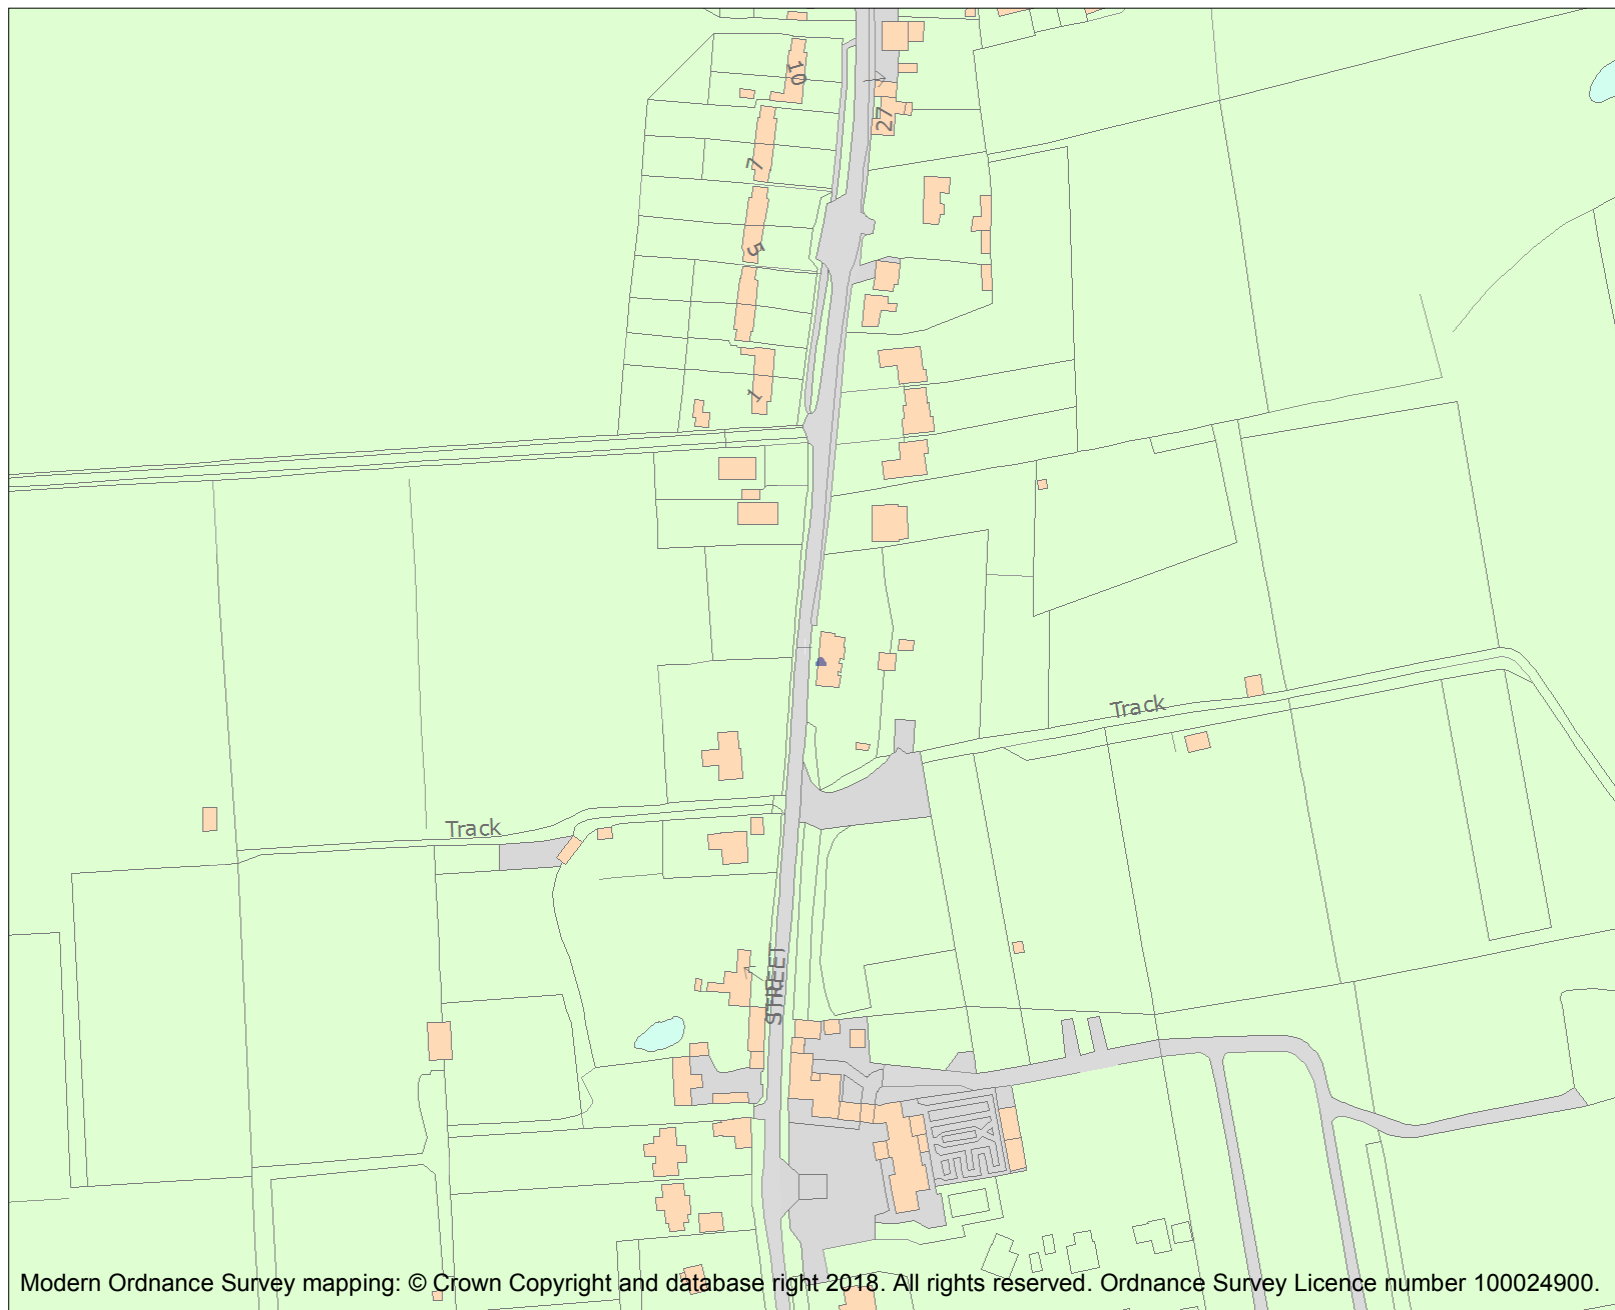 10
27
7
5
1
Track
Track
STREET
Modern Ordnance Survey mapping: © Crown Copyright and database right 2018. All rights reserved. Ordnance Survey Licence number 100024900.